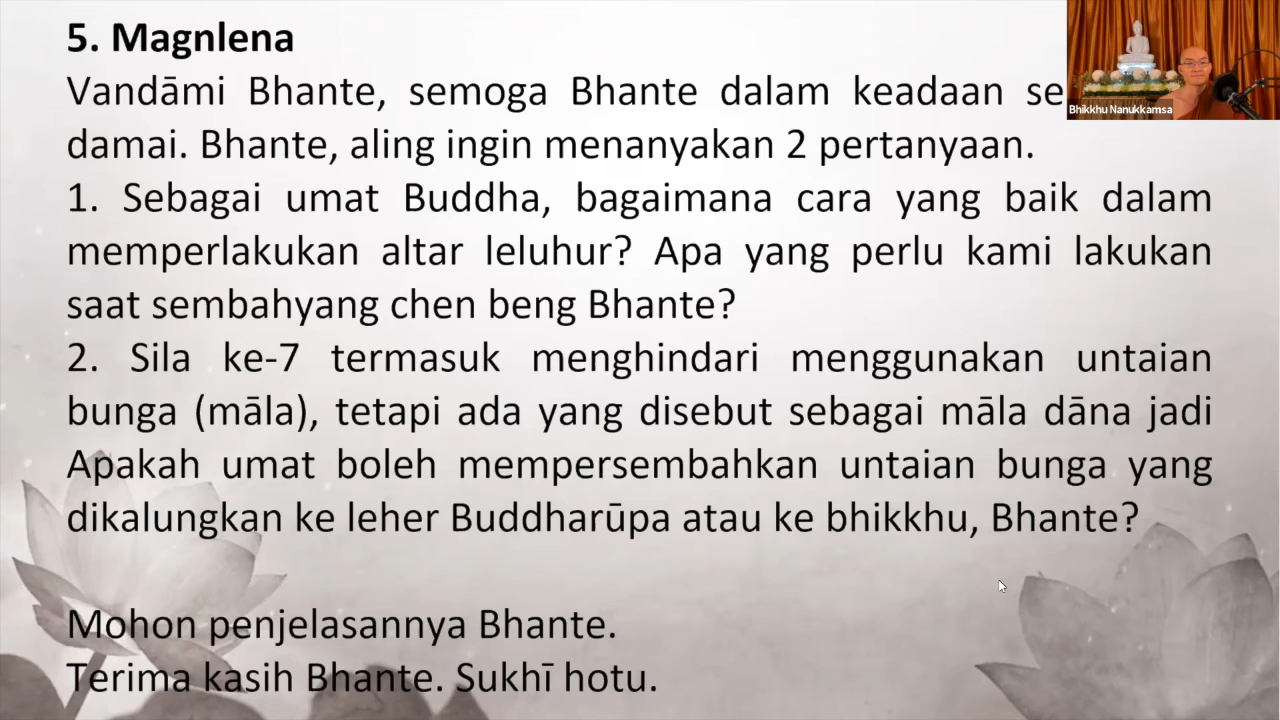 5. Magnlena
Vandāmi Bhante, semoga Bhante dalam keadaan se
damai. Bhante, aling ingin menanyakan 2 pertanyaan.
1. Sebagai umat Buddha, bagaimana cara yang baik dalam
memperlakukan altar leluhur? Apa yang perlu kami lakukan
saat sembahyang chen beng Bhante?
2. Sila ke-7 termasuk menghindari menggunakan untaian
bunga (māla), tetapi ada yang disebut sebagai māla dāna jadi
Apakah umat boleh mempersembahkan untaian bunga yang
dikalungkan ke leher Buddharūpa atau ke bhikkhu, Bhante?
Mohon penjelasannya Bhante.
Terima kasih Bhante. Sukhī hotu.
Bhikkhu Nanukkamsa